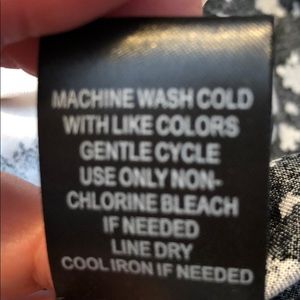 MACHINE WASH COLD
WITH LIKE COLORS
GENTLE CYCLE
USE ONLY NON-
CHLORINE BLEACH
IF NEEDED
LINE DRY
COOL IRON IF NEEDED